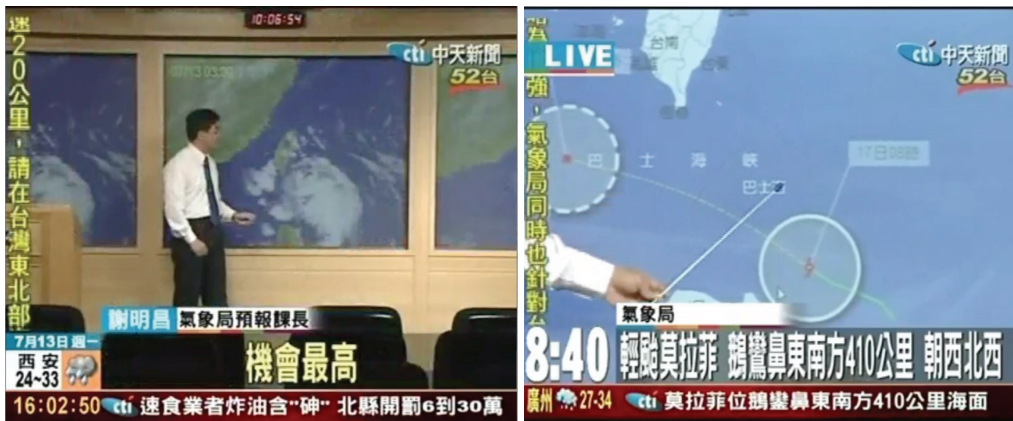 速20公里，請在台灣東北部
10:06:54
07/13 03:30
cti 中天新聞
52台
謝明昌 氣象局預報課長
7月13日 週一
西安
24~33
機會最高
16:02:50 cti 速食業者炸油含"砷" 北縣開罰6到30萬
強，氣象局同時也針對
LIVE
台南
cti 中天新聞
52台
巴士海峽
17日08時
氣象局
8:40 輕颱莫拉菲 鵝鑾鼻東南方410公里 朝西北西
廣州 27-34 cti 莫拉菲位鵝鑾鼻東南方410公里海面